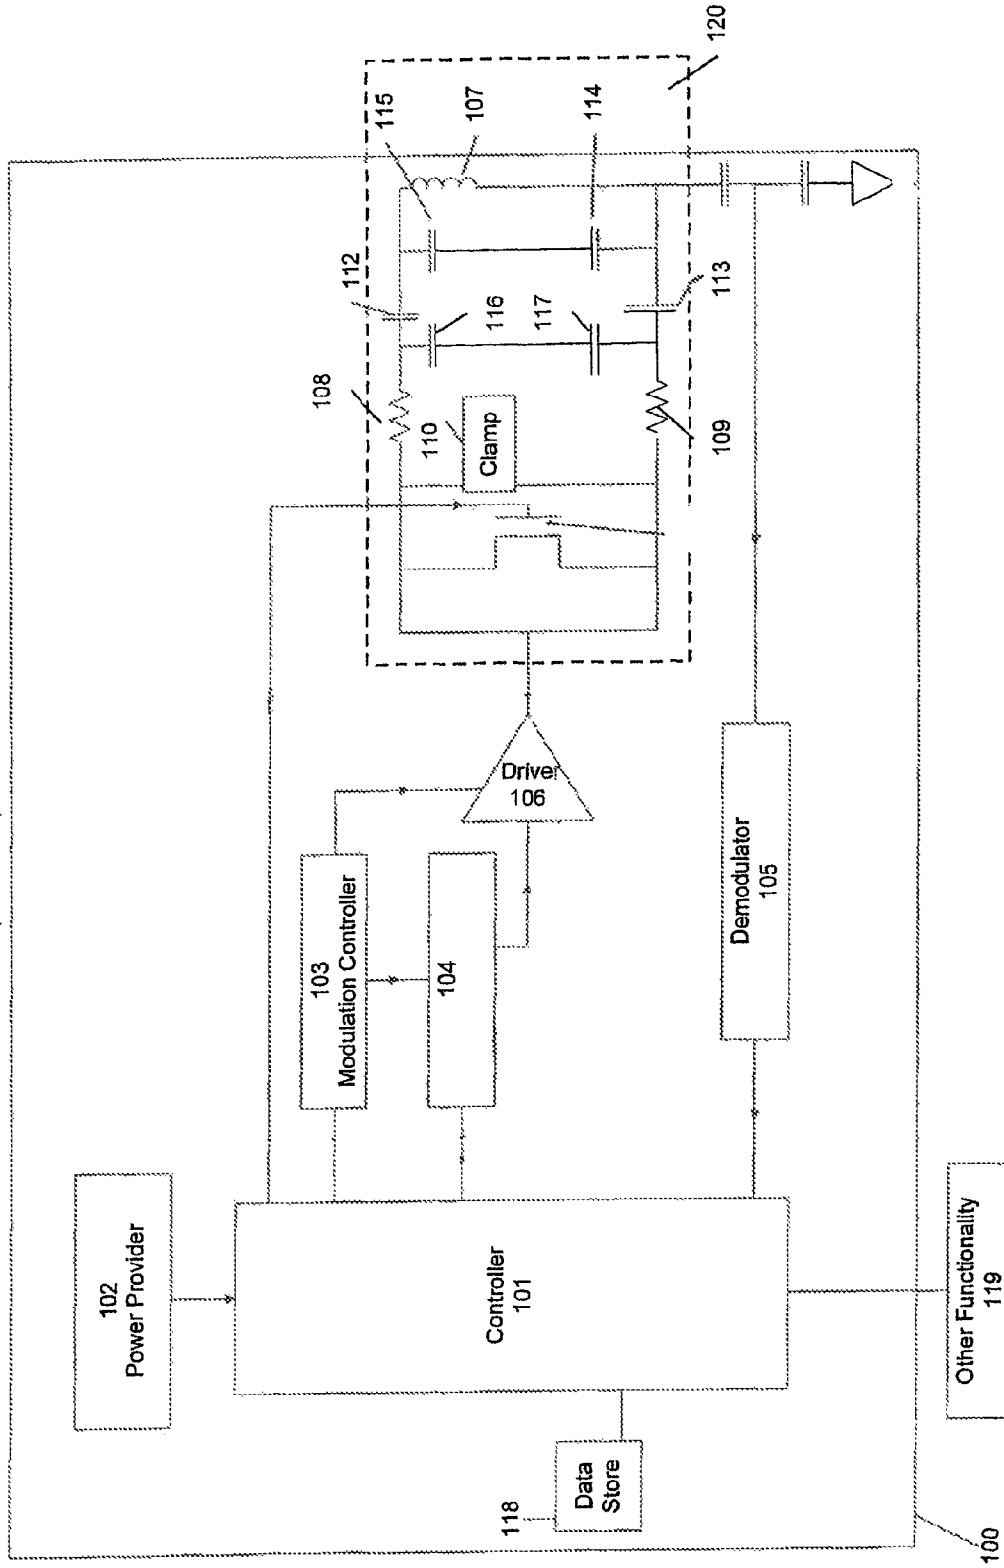 120
115
107
114
112
116
117
113
108
110
Clamp
109
Driver
106
103
Modulation Controller
104
Demodulator
105
102
Power Provider
Controller
101
118
Data
Store
Other Functionality
119
100